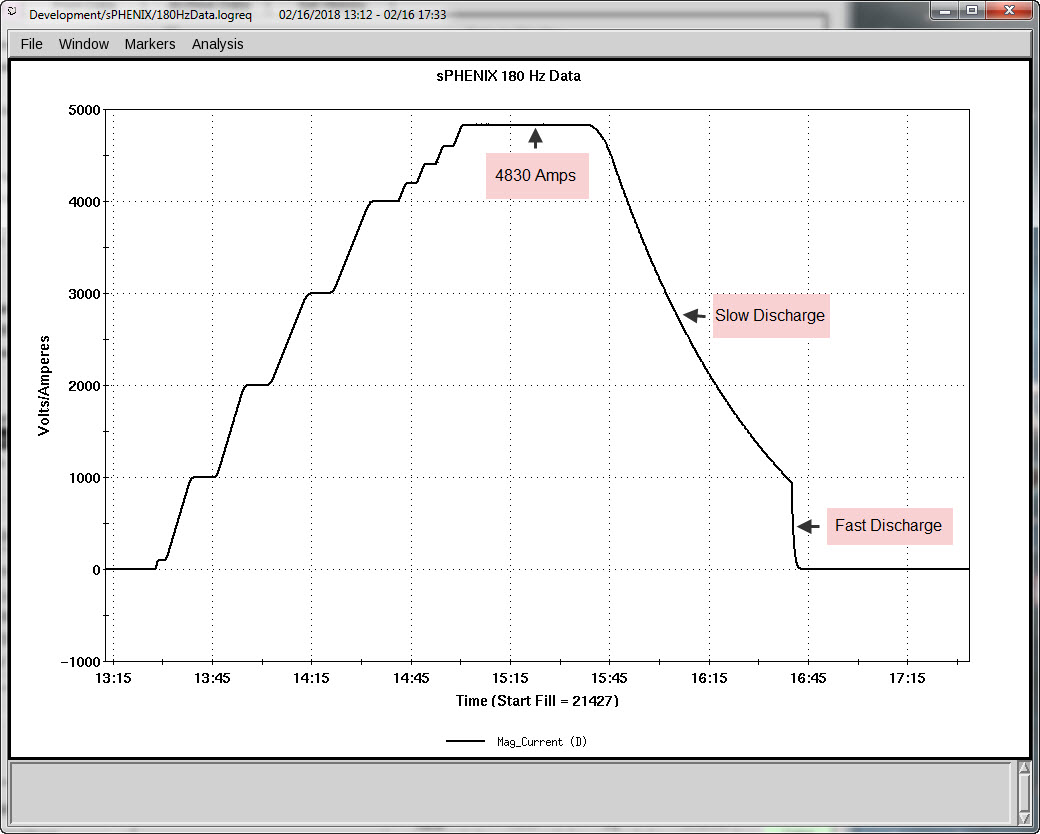 Development/sPHENIX/180HzData.logreq 02/16/2018 13:12 - 02/16 17:33
File Window Markers Analysis
sPHENIX 180 Hz Data
5000
4830 Amps
4000
3000
Slow Discharge
Volts/Amperes
2000
1000
Fast Discharge
0
−1000
13:15 13:45 14:15 14:45 15:15 15:45 16:15 16:45 17:15
Time (Start Fill = 21427)
Mag_Current (D)